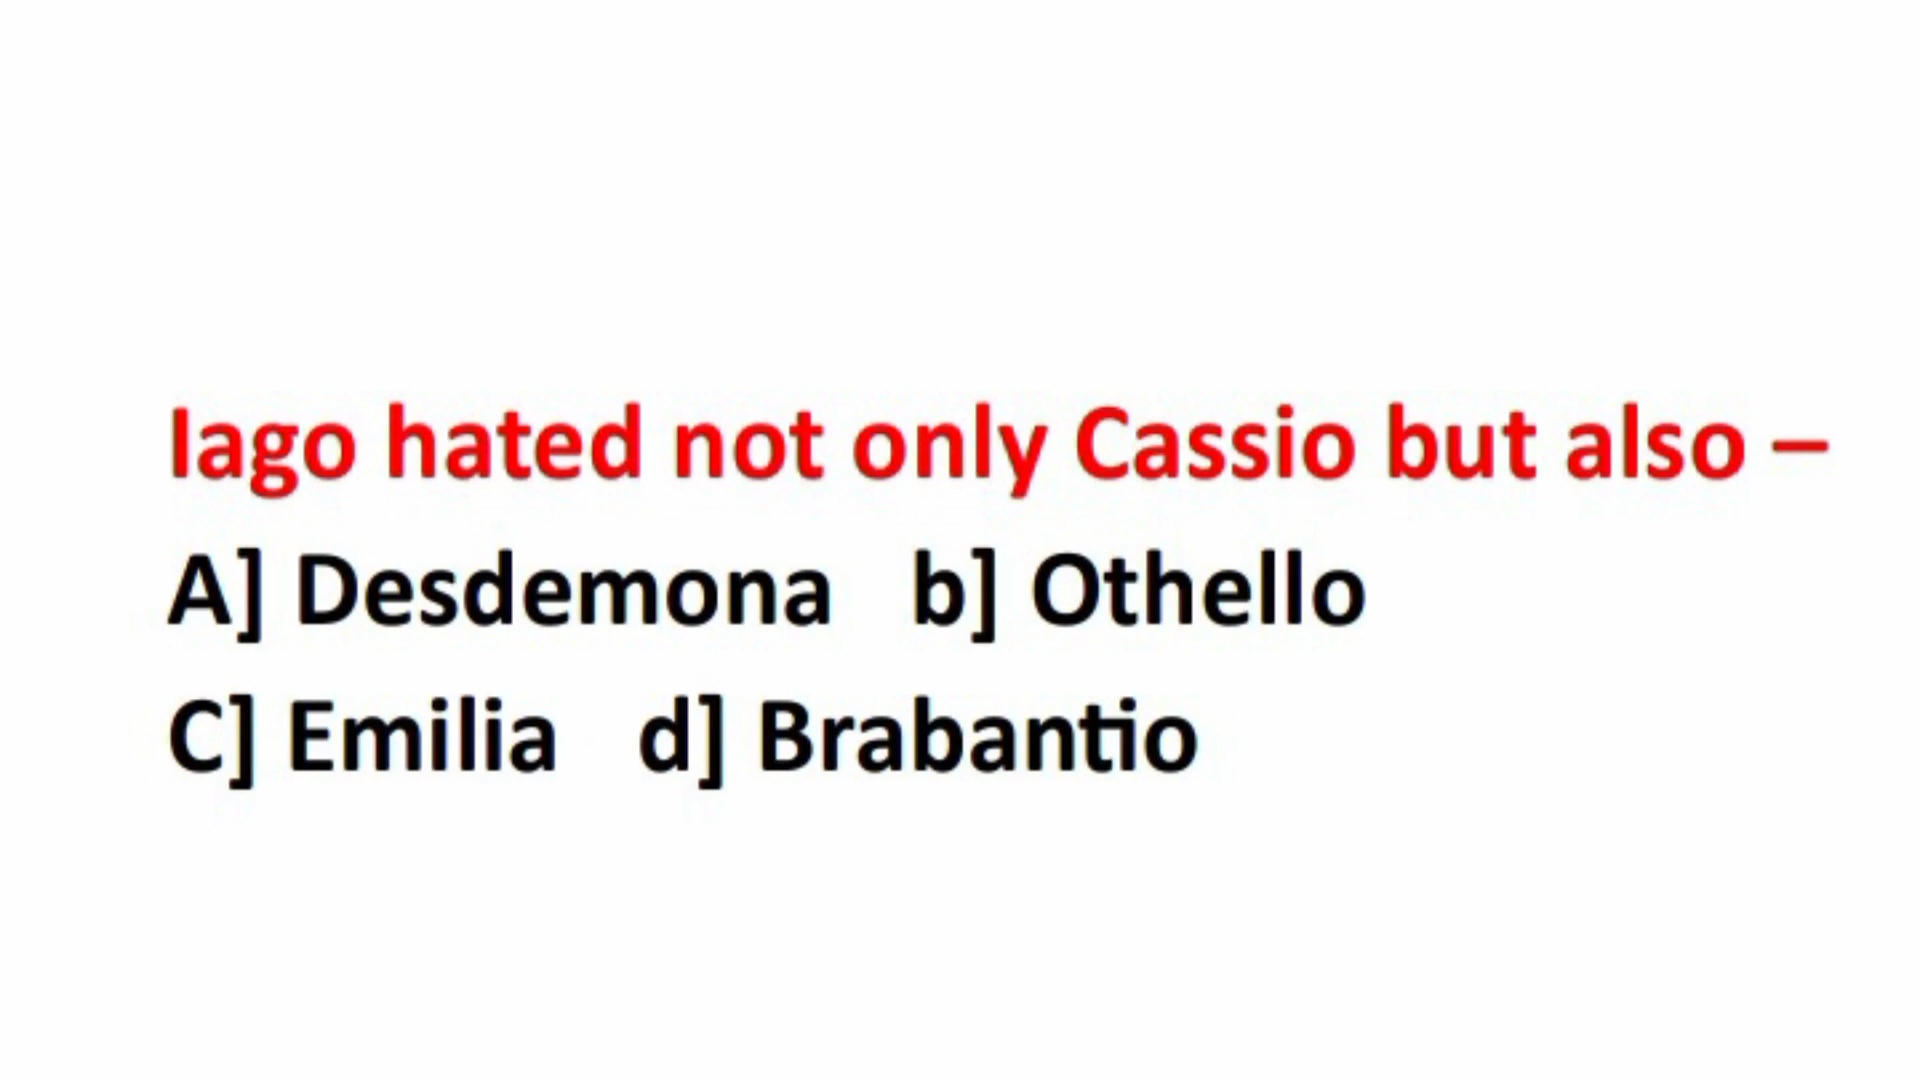 Iago hated not only Cassio but also –
A] Desdemona b] Othello
C] Emilia d] Brabantio